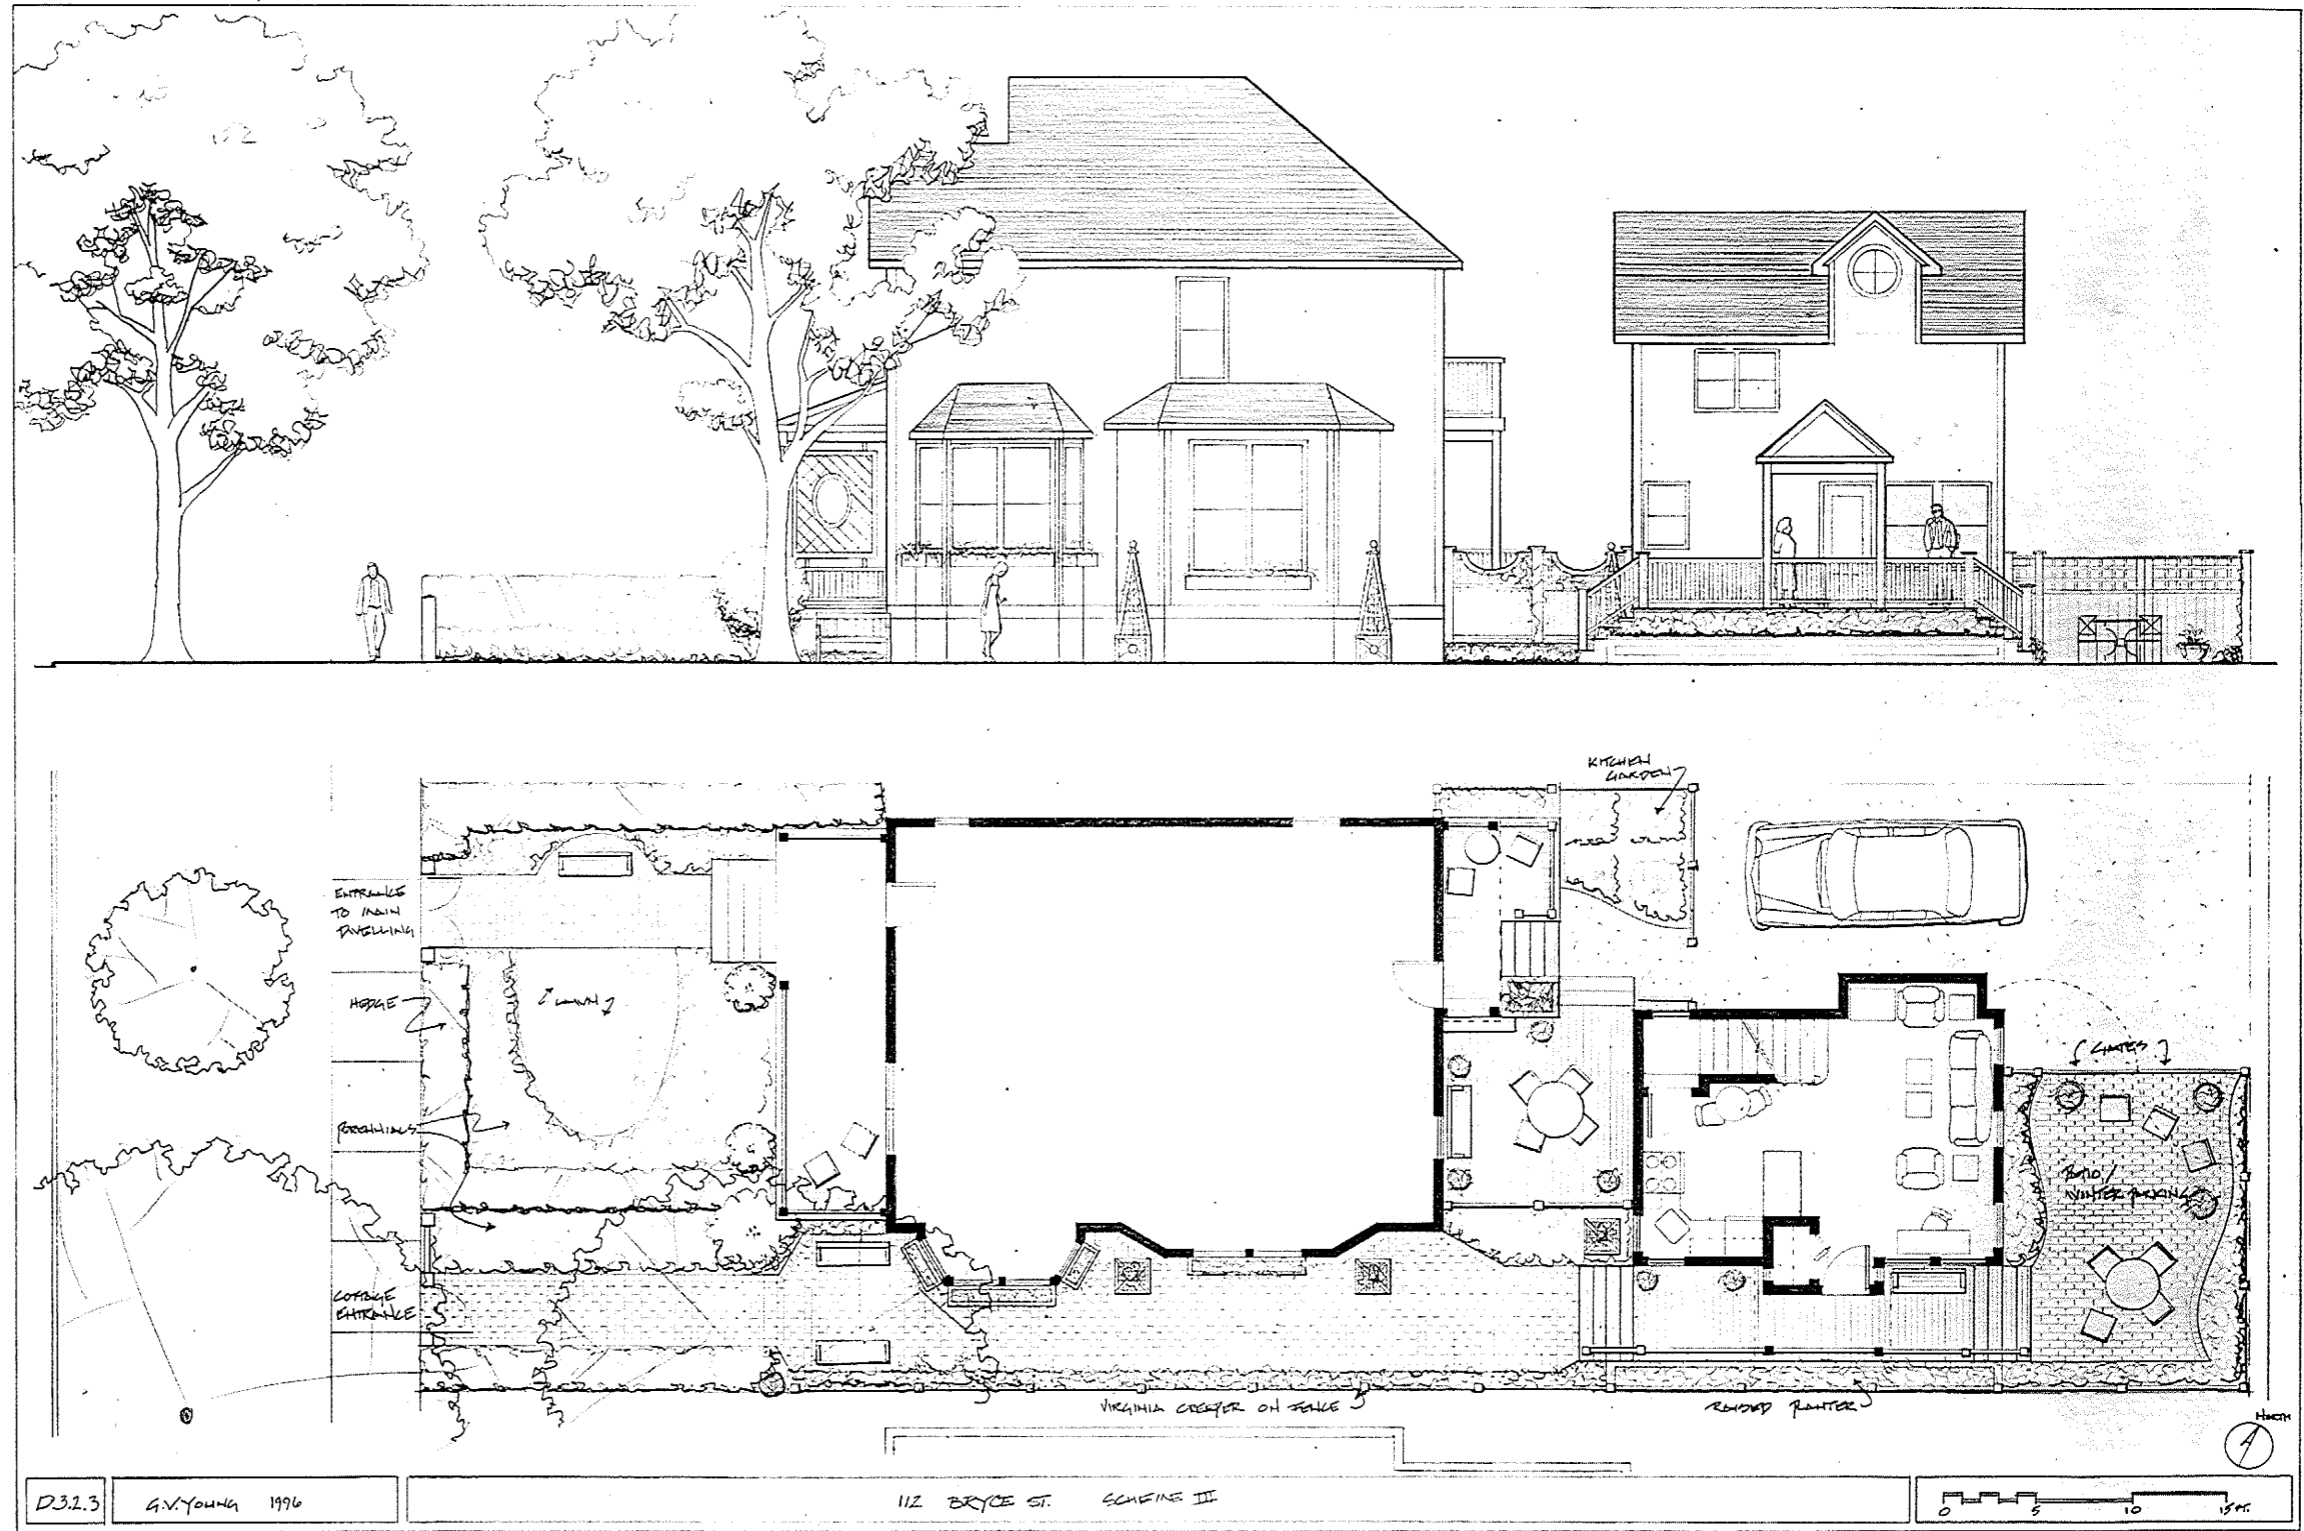 KITCHEN
GARDEN
ENTRANCE
TO MAIN
DWELLING
HEDGE
LAWN
GATES
PERENNIALS
PATIO /
WINTER PARKING
COTTAGE
ENTRANCE
VIRGINIA CREEPER ON FENCE
RAISED PLANTER
NORTH
D3.2.3
G.V. YOUNG 1996
112 BRYCE ST. SCHEME III
0 5 10 15 FT.